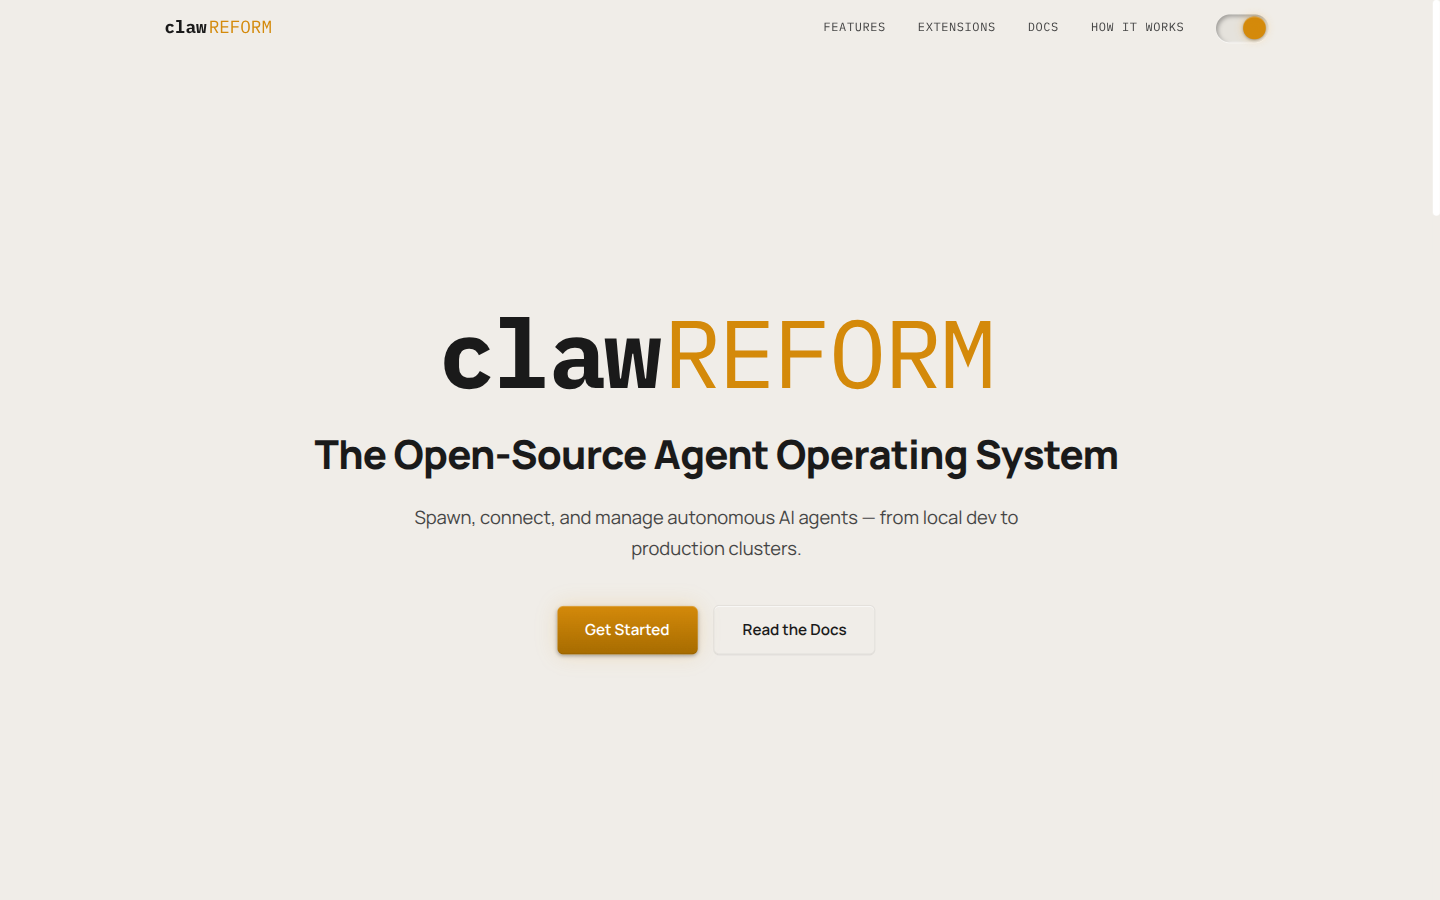 clawREFORM
FEATURES EXTENSIONS DOCS HOW IT WORKS
clawREFORM
The Open-Source Agent Operating System
Spawn, connect, and manage autonomous AI agents — from local dev to
production clusters.
Get Started
Read the Docs